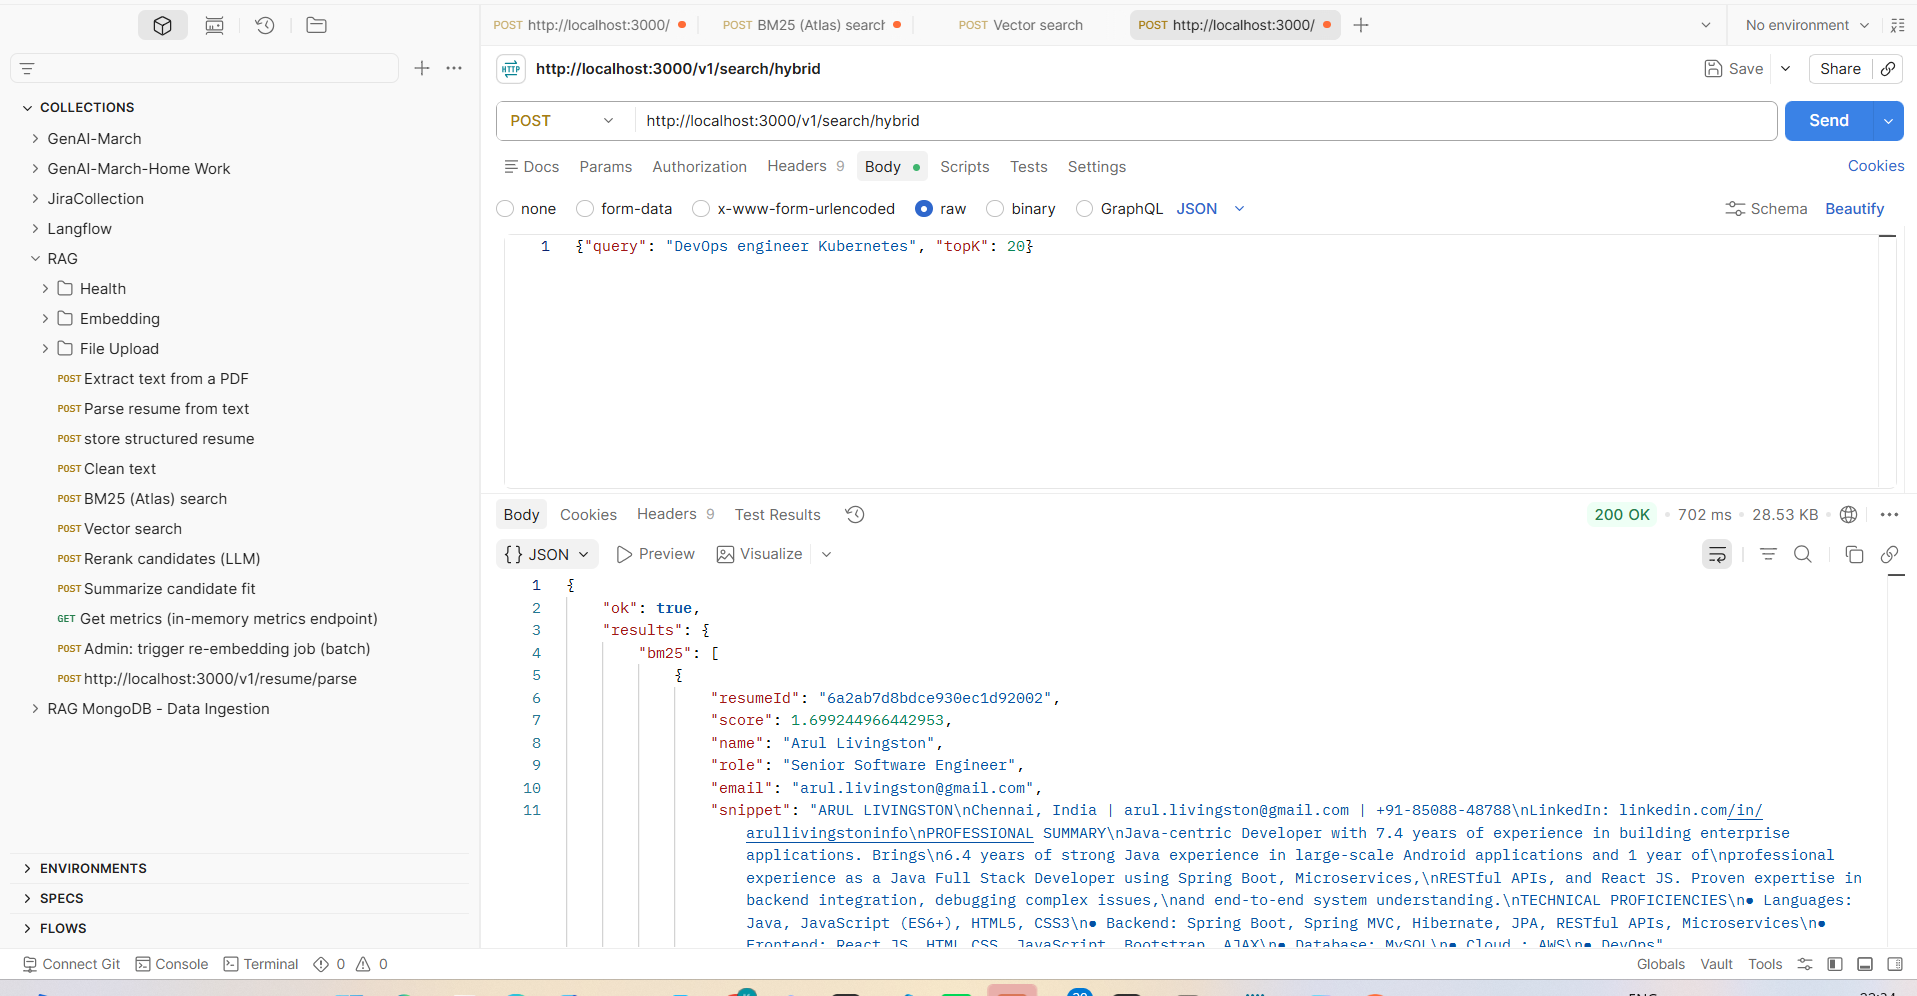 POST http://localhost:3000/
POST BM25 (Atlas) search
POST Vector search
POST http://localhost:3000/
No environment
HTTP http://localhost:3000/v1/search/hybrid
Save
Share
COLLECTIONS
GenAI-March
GenAI-March-Home Work
JiraCollection
Langflow
RAG
Health
Embedding
File Upload
POST Extract text from a PDF
POST Parse resume from text
POST store structured resume
POST Clean text
POST BM25 (Atlas) search
POST Vector search
POST Rerank candidates (LLM)
POST Summarize candidate fit
GET Get metrics (in-memory metrics endpoint)
POST Admin: trigger re-embedding job (batch)
POST http://localhost:3000/v1/resume/parse
RAG MongoDB - Data Ingestion
ENVIRONMENTS
SPECS
FLOWS
POST http://localhost:3000/v1/search/hybrid
Send
Docs Params Authorization Headers 9 Body Scripts Tests Settings
Cookies
none form-data x-www-form-urlencoded raw binary GraphQL JSON
Schema Beautify
1 {"query": "DevOps engineer Kubernetes", "topK": 20}
Body Cookies Headers 9 Test Results
200 OK • 702 ms • 28.53 KB •
{} JSON Preview Visualize
1 {
2 "ok": true,
3 "results": {
4 "bm25": [
5 {
6 "resumeId": "6a2ab7d8bdce930ec1d92002",
7 "score": 1.699244966442953,
8 "name": "Arul Livingston",
9 "role": "Senior Software Engineer",
10 "email": "arul.livingston@gmail.com",
11 "snippet": "ARUL LIVINGSTON\nChennai, India | arul.livingston@gmail.com | +91-85088-48788\nLinkedIn: linkedin.com/in/
arullivingstoninfo\nPROFESSIONAL SUMMARY\nJava-centric Developer with 7.4 years of experience in building enterprise
applications. Brings\n6.4 years of strong Java experience in large-scale Android applications and 1 year of\nprofessional
experience as a Java Full Stack Developer using Spring Boot, Microservices,\nRESTful APIs, and React JS. Proven expertise in
backend integration, debugging complex issues,\nand end-to-end system understanding.\nTECHNICAL PROFICIENCIES\n● Languages:
Java, JavaScript (ES6+), HTML5, CSS3\n● Backend: Spring Boot, Spring MVC, Hibernate, JPA, RESTful APIs, Microservices\n●
Frontend: React JS, HTML CSS, JavaScript, Bootstrap, AJAX\n● Database: MySQL\n● Cloud : AWS\n● DevOps"
Connect Git Console Terminal 0 0
Globals Vault Tools